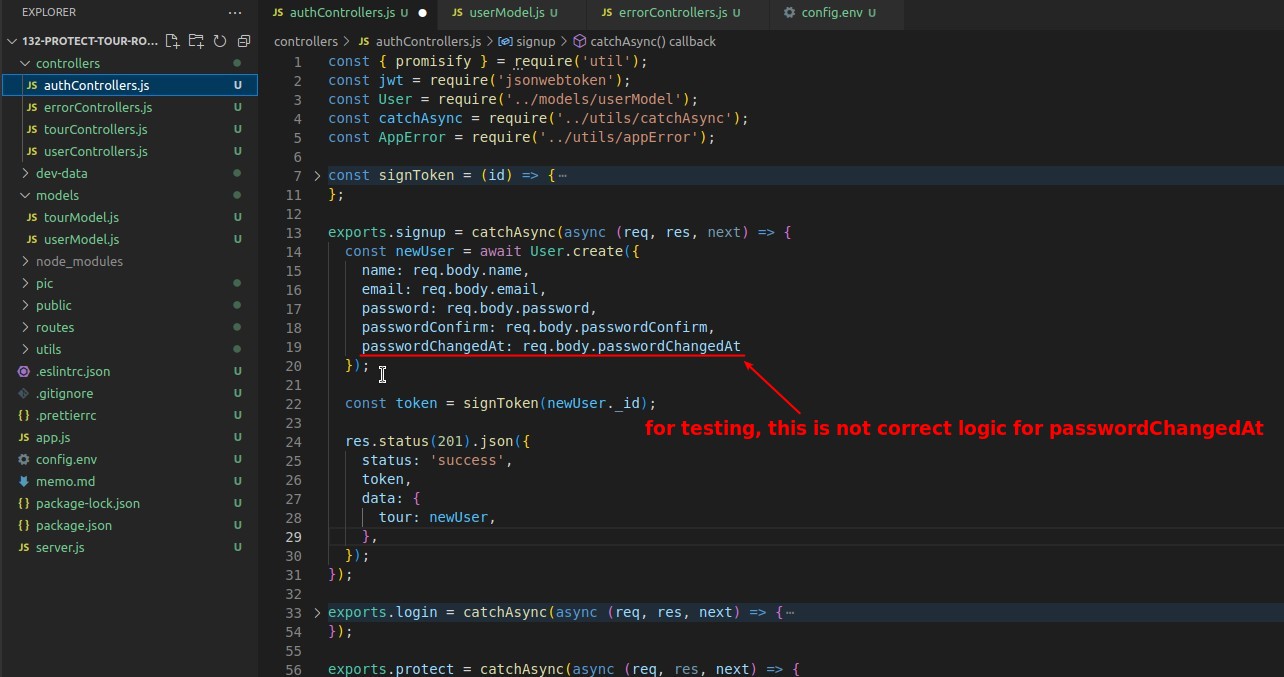 EXPLORER ...
132-PROTECT-TOUR-RO...
controllers
JS authControllers.js U
JS errorControllers.js U
JS tourControllers.js U
JS userControllers.js U
dev-data
models
JS tourModel.js U
JS userModel.js U
node_modules
pic
public
routes
utils
.eslintrc.json U
.gitignore U
{} .prettierrc U
JS app.js U
config.env U
memo.md U
{} package-lock.json U
{} package.json U
JS server.js U
JS authControllers.js U JS userModel.js U JS errorControllers.js U config.env U
controllers > JS authControllers.js > signup > catchAsync() callback
1 const { promisify } = require('util');
2 const jwt = require('jsonwebtoken');
3 const User = require('../models/userModel');
4 const catchAsync = require('../utils/catchAsync');
5 const AppError = require('../utils/appError');
6
7 > const signToken = (id) => {⋯
11 };
12
13 exports.signup = catchAsync(async (req, res, next) => {
14 const newUser = await User.create({
15 name: req.body.name,
16 email: req.body.email,
17 password: req.body.password,
18 passwordConfirm: req.body.passwordConfirm,
19 passwordChangedAt: req.body.passwordChangedAt
20 });
21
22 const token = signToken(newUser._id);
23
for testing, this is not correct logic for passwordChangedAt
24 res.status(201).json({
25 status: 'success',
26 token,
27 data: {
28 tour: newUser,
29 },
30 });
31 });
32
33 > exports.login = catchAsync(async (req, res, next) => {⋯
54 });
55
56 exports.protect = catchAsync(async (req, res, next) => {